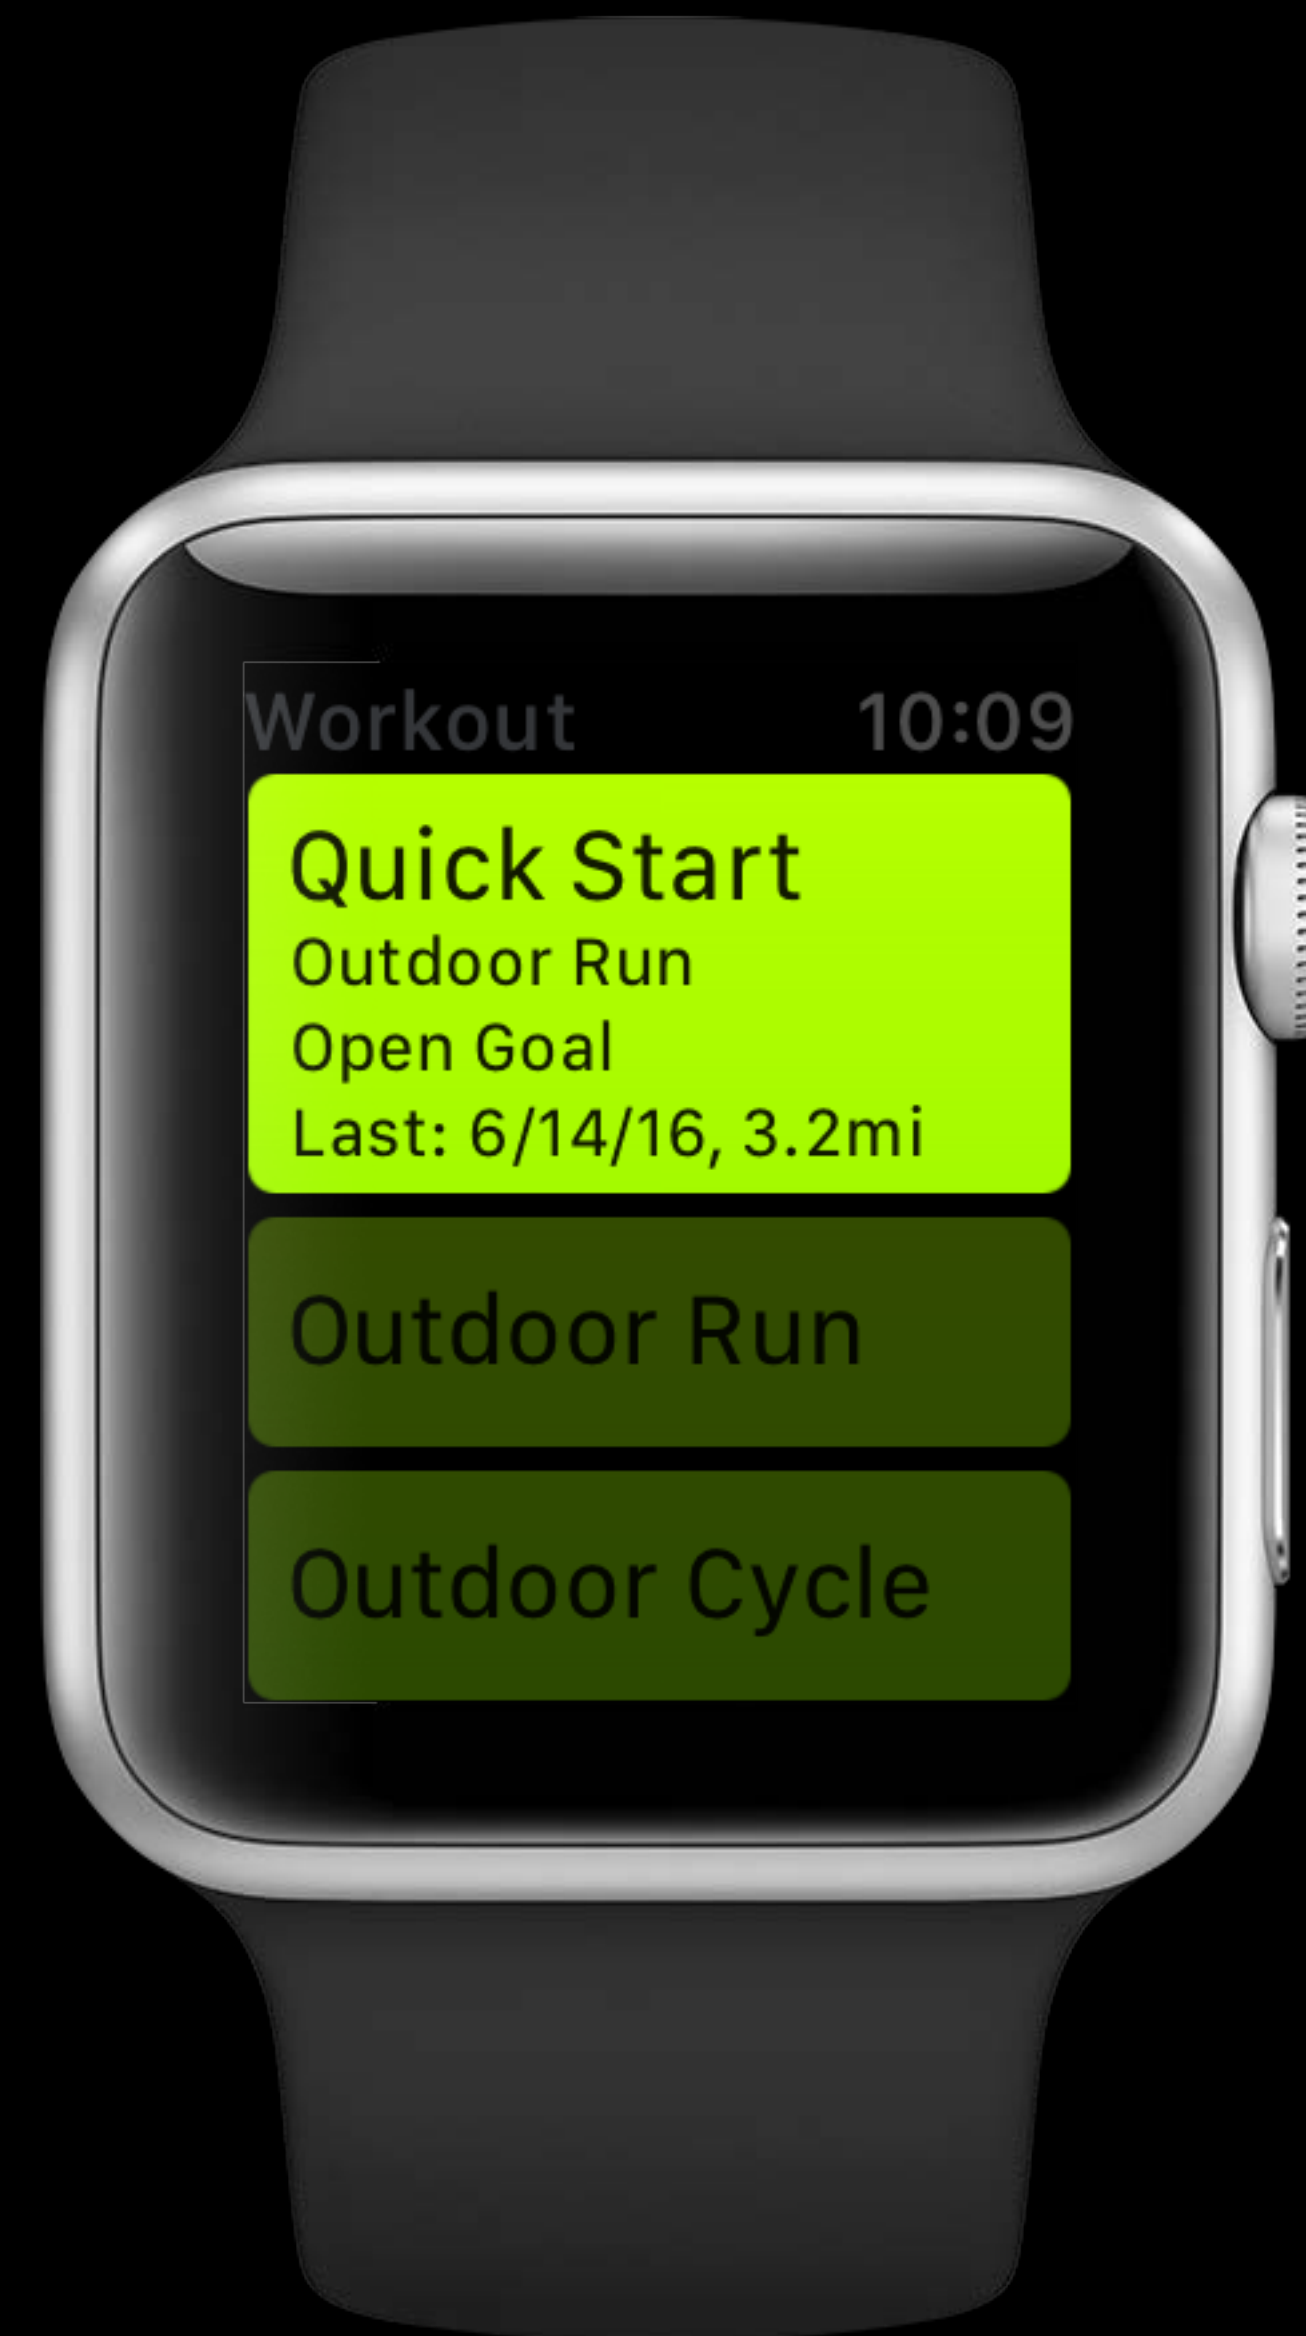 Workout 10:09
Quick Start
Outdoor Run
Open Goal
Last: 6/14/16, 3.2mi
Outdoor Run
Outdoor Cycle